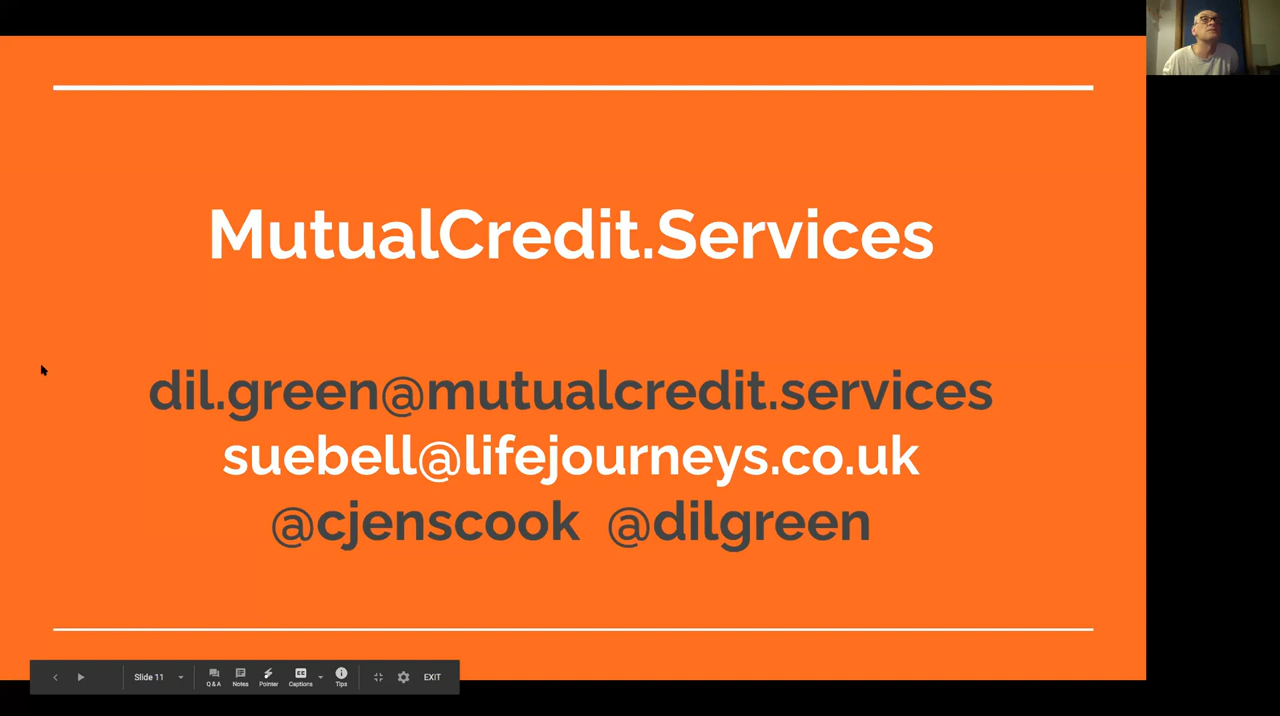 MutualCredit.Services
dil.green@mutualcredit.services
suebell@lifejourneys.co.uk
@cjenscook @dilgreen
Slide 11
Q & A Notes Pointer Captions Tips EXIT